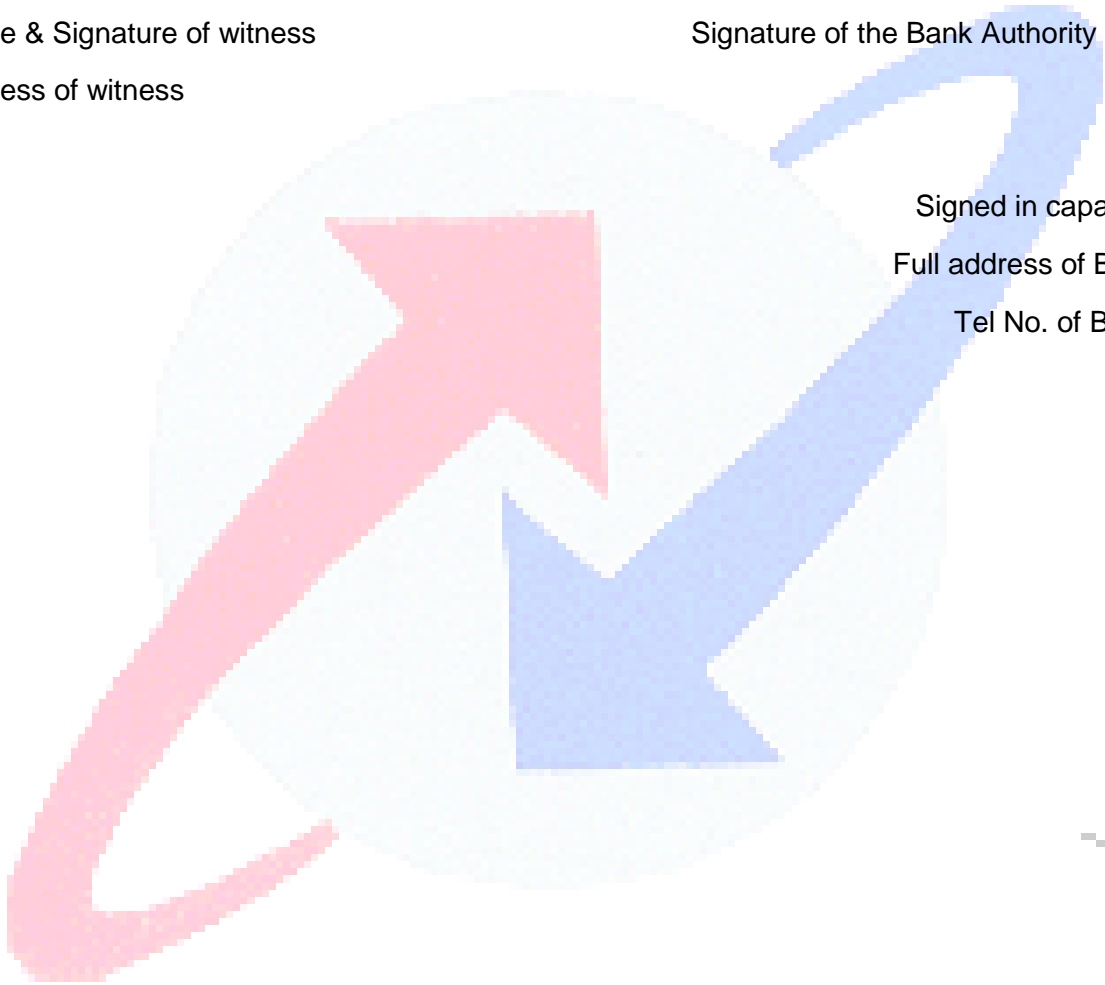 e & Signature of witness Signature of the Bank Authority
ess of witness
Signed in capa
Full address of B
Tel No. of B